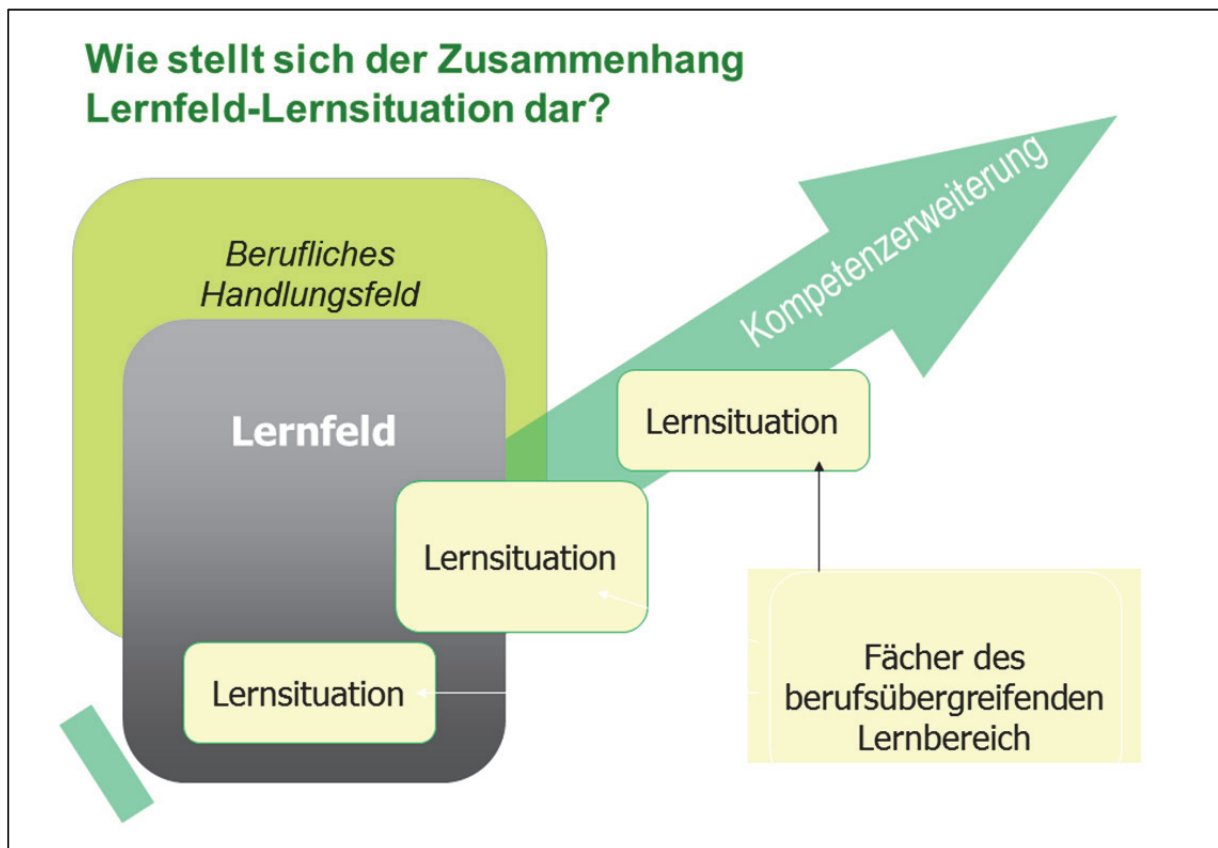 Wie stellt sich der Zusammenhang
Lernfeld-Lernsituation dar?
Berufliches
Handlungsfeld
Kompetenzerweiterung
Lernfeld
Lernsituation
Lernsituation
Lernsituation
Fächer des
berufsübergreifenden
Lernbereich